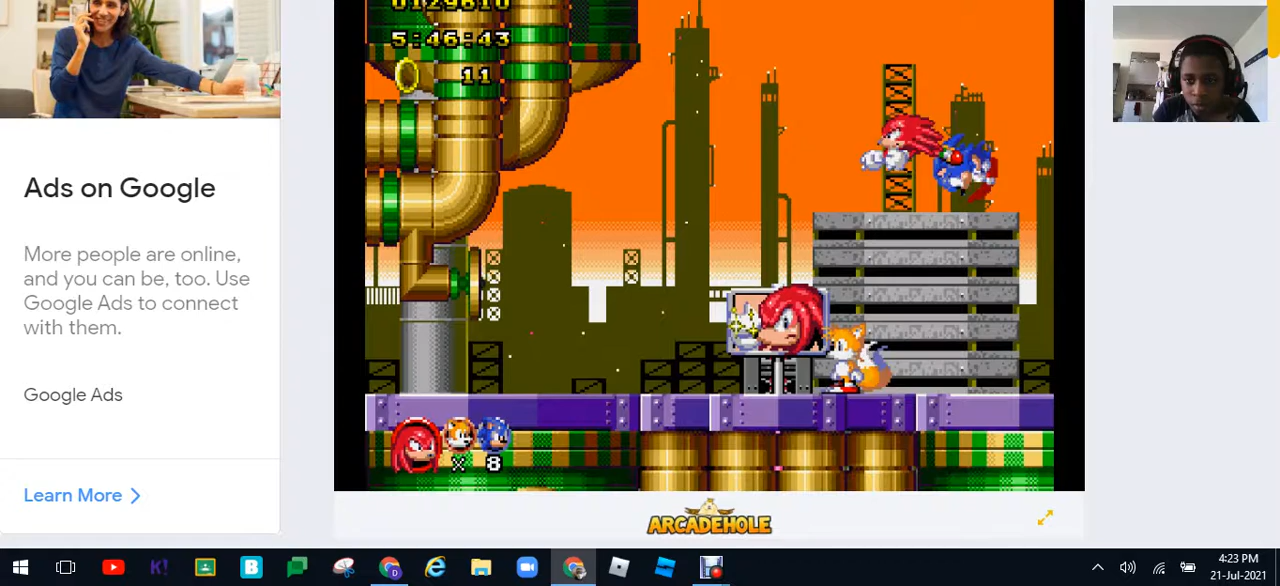 0129610
5:46:43
11
Ads on Google
More people are online,
and you can be, too. Use
Google Ads to connect
with them.
Google Ads
Learn More
X 8
ARCADEHOLE
K!
B
D
4:23 PM
21-Jul-2021